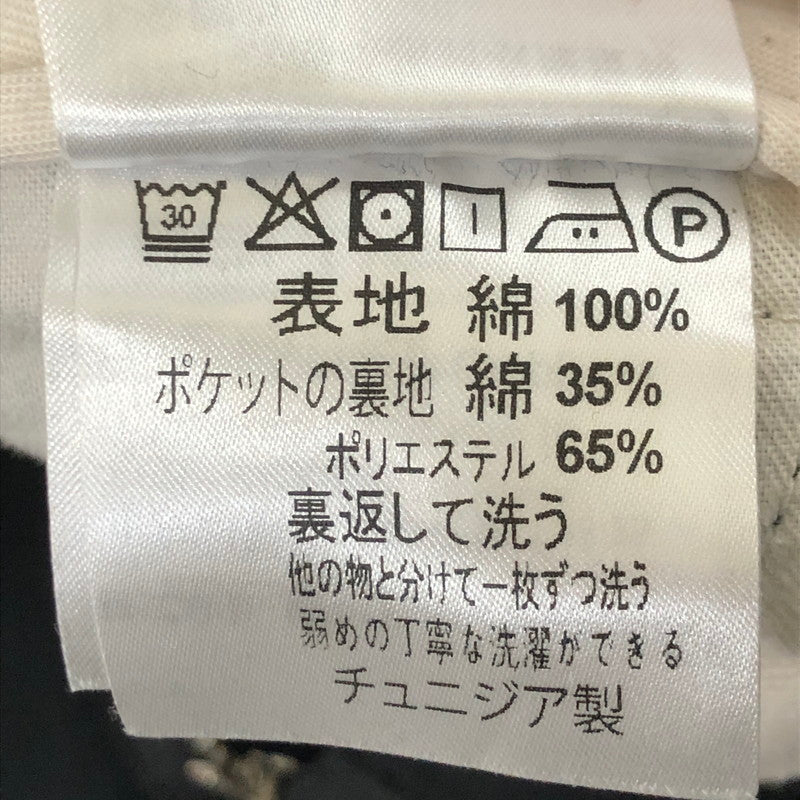 30 P
表地 綿 100%
ポケットの裏地 綿 35%
ポリエステル 65%
裏返して洗う
他の物と分けて一枚ずつ洗う
弱めの丁寧な洗濯ができる
チュニジア製